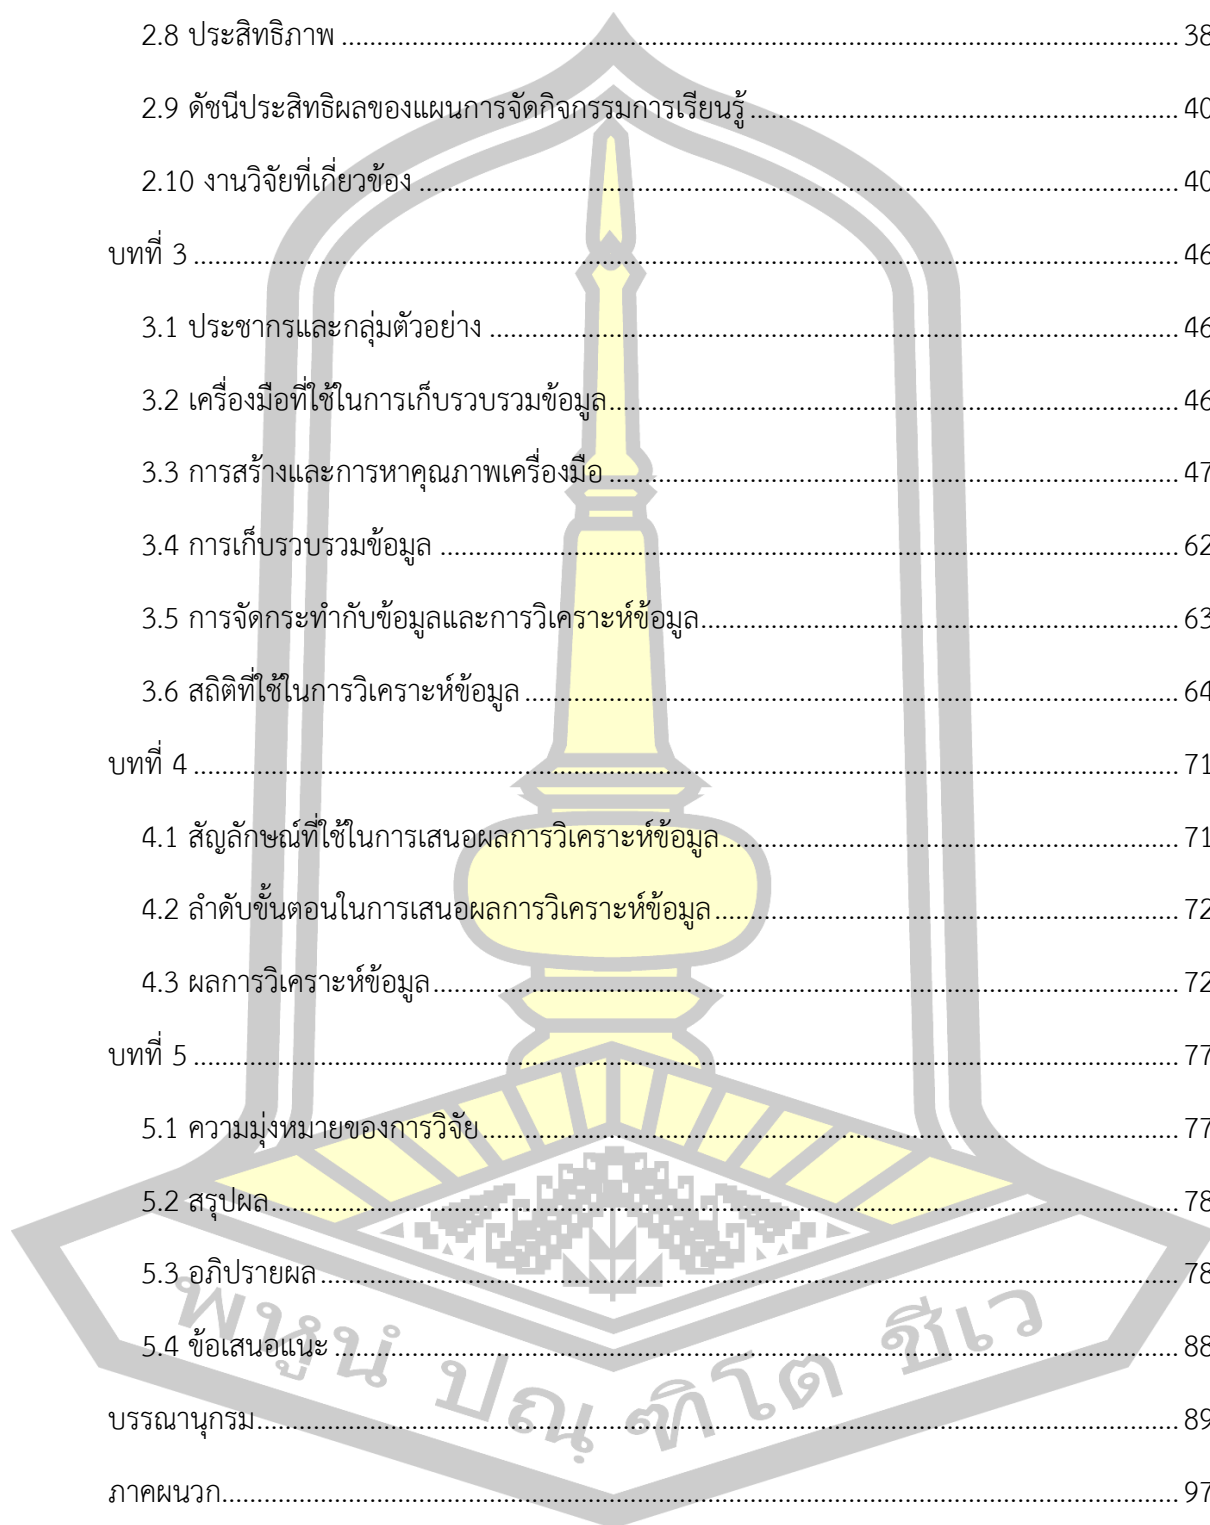 2.8 ประสิทธิภาพ ........................ 38
2.9 ดัชนีประสิทธิผลของแผนการจัดกิจกรรมการเรียนรู้ ........................ 40
2.10 งานวิจัยที่เกี่ยวข้อง ........................ 40
บทที่ 3 ........................ 46
3.1 ประชากรและกลุ่มตัวอย่าง ........................ 46
3.2 เครื่องมือที่ใช้ในการเก็บรวบรวมข้อมูล ........................ 46
3.3 การสร้างและการหาคุณภาพเครื่องมือ ........................ 47
3.4 การเก็บรวบรวมข้อมูล ........................ 62
3.5 การจัดกระทำกับข้อมูลและการวิเคราะห์ข้อมูล ........................ 63
3.6 สถิติที่ใช้ในการวิเคราะห์ข้อมูล ........................ 64
บทที่ 4 ........................ 71
4.1 สัญลักษณ์ที่ใช้ในการเสนอผลการวิเคราะห์ข้อมูล ........................ 71
4.2 ลำดับขั้นตอนในการเสนอผลการวิเคราะห์ข้อมูล ........................ 72
4.3 ผลการวิเคราะห์ข้อมูล ........................ 72
บทที่ 5 ........................ 77
5.1 ความมุ่งหมายของการวิจัย ........................ 77
5.2 สรุปผล ........................ 78
5.3 อภิปรายผล ........................ 78
5.4 ข้อเสนอแนะ ........................ 88
บรรณานุกรม ........................ 89
ภาคผนวก ........................ 97
พหูนํ ปณฺฑิโต ชีเว